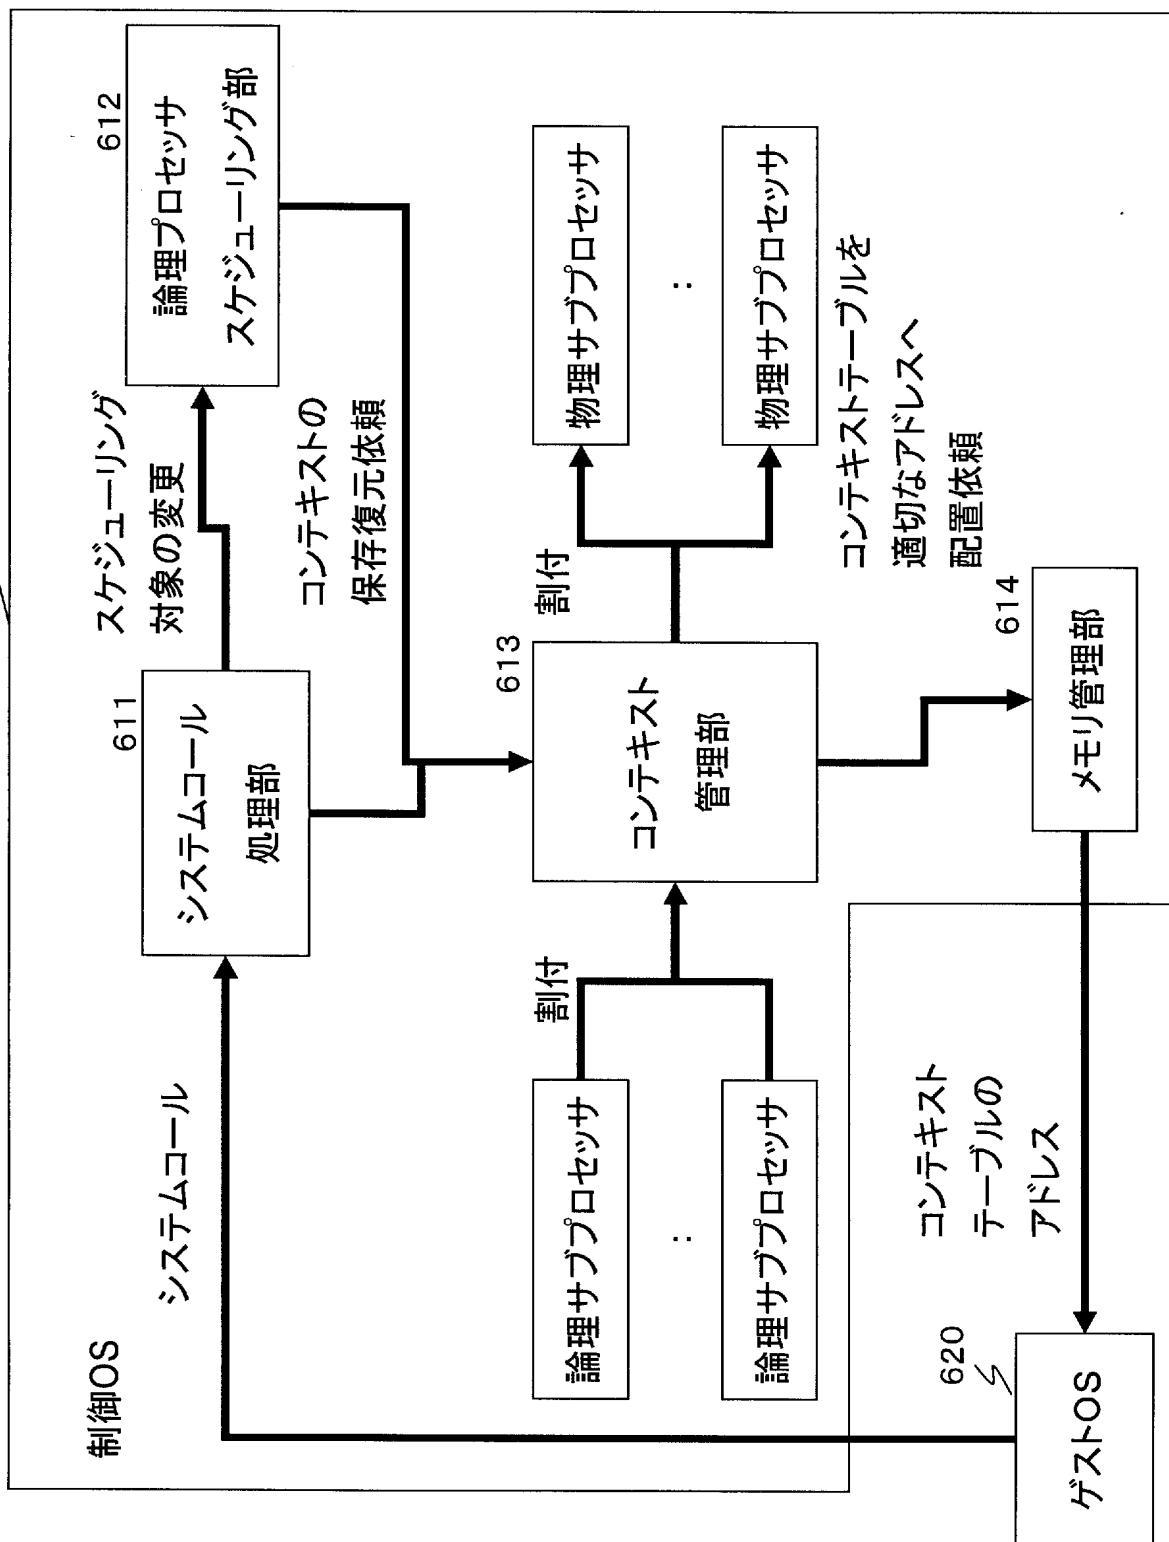 制御OS
システムコール
611
システムコール
処理部
スケジューリング
対象の変更
612
論理プロセッサ
スケジューリング部
コンテキストの
保存復元依頼
論理サブプロセッサ
:
論理サブプロセッサ
割付
613
コンテキスト
管理部
割付
物理サブプロセッサ
:
物理サブプロセッサ
コンテキストテーブルを
適切なアドレスへ
配置依頼
614
メモリ管理部
コンテキスト
テーブルの
アドレス
620
ゲストOS